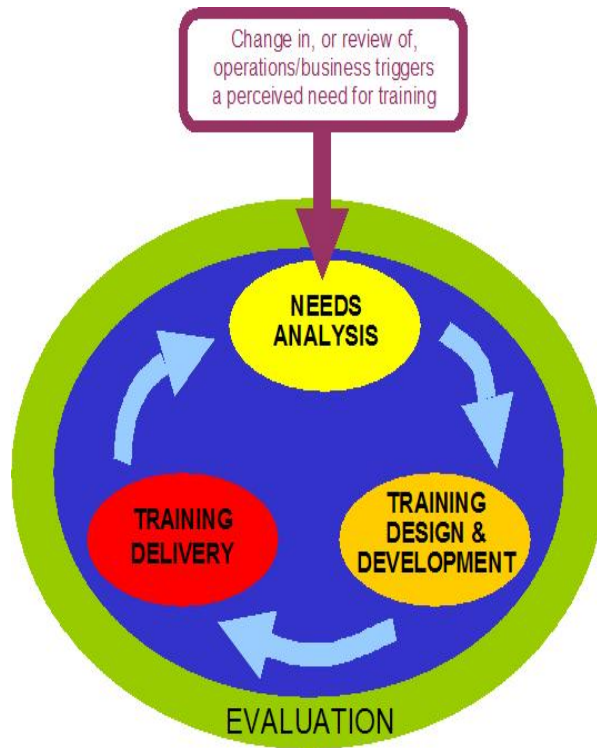 Change in, or review of,
operations/business triggers
a perceived need for training
NEEDS
ANALYSIS
TRAINING
DELIVERY
TRAINING
DESIGN &
DEVELOPMENT
EVALUATION